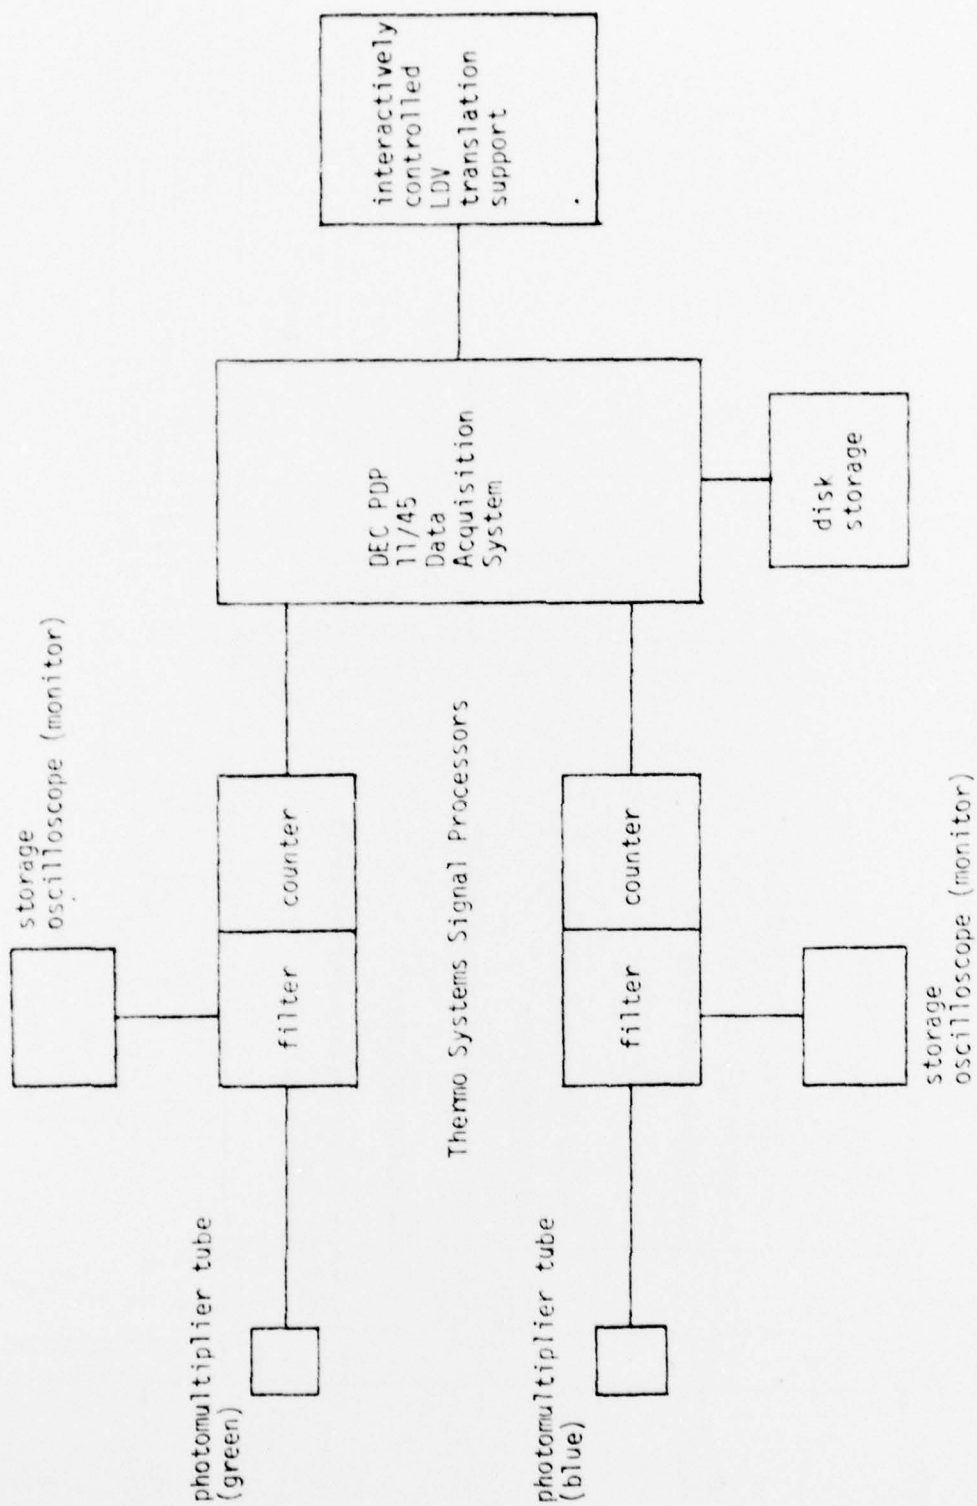 storage
oscilloscope (monitor)
photomultiplier tube
(green)
filter
counter
DEC PDP
11/45
Data
Acquisition
System
interactively
controlled
LDV
translation
support
Thermo Systems Signal Processors
photomultiplier tube
(blue)
filter
counter
disk
storage
storage
oscilloscope (monitor)